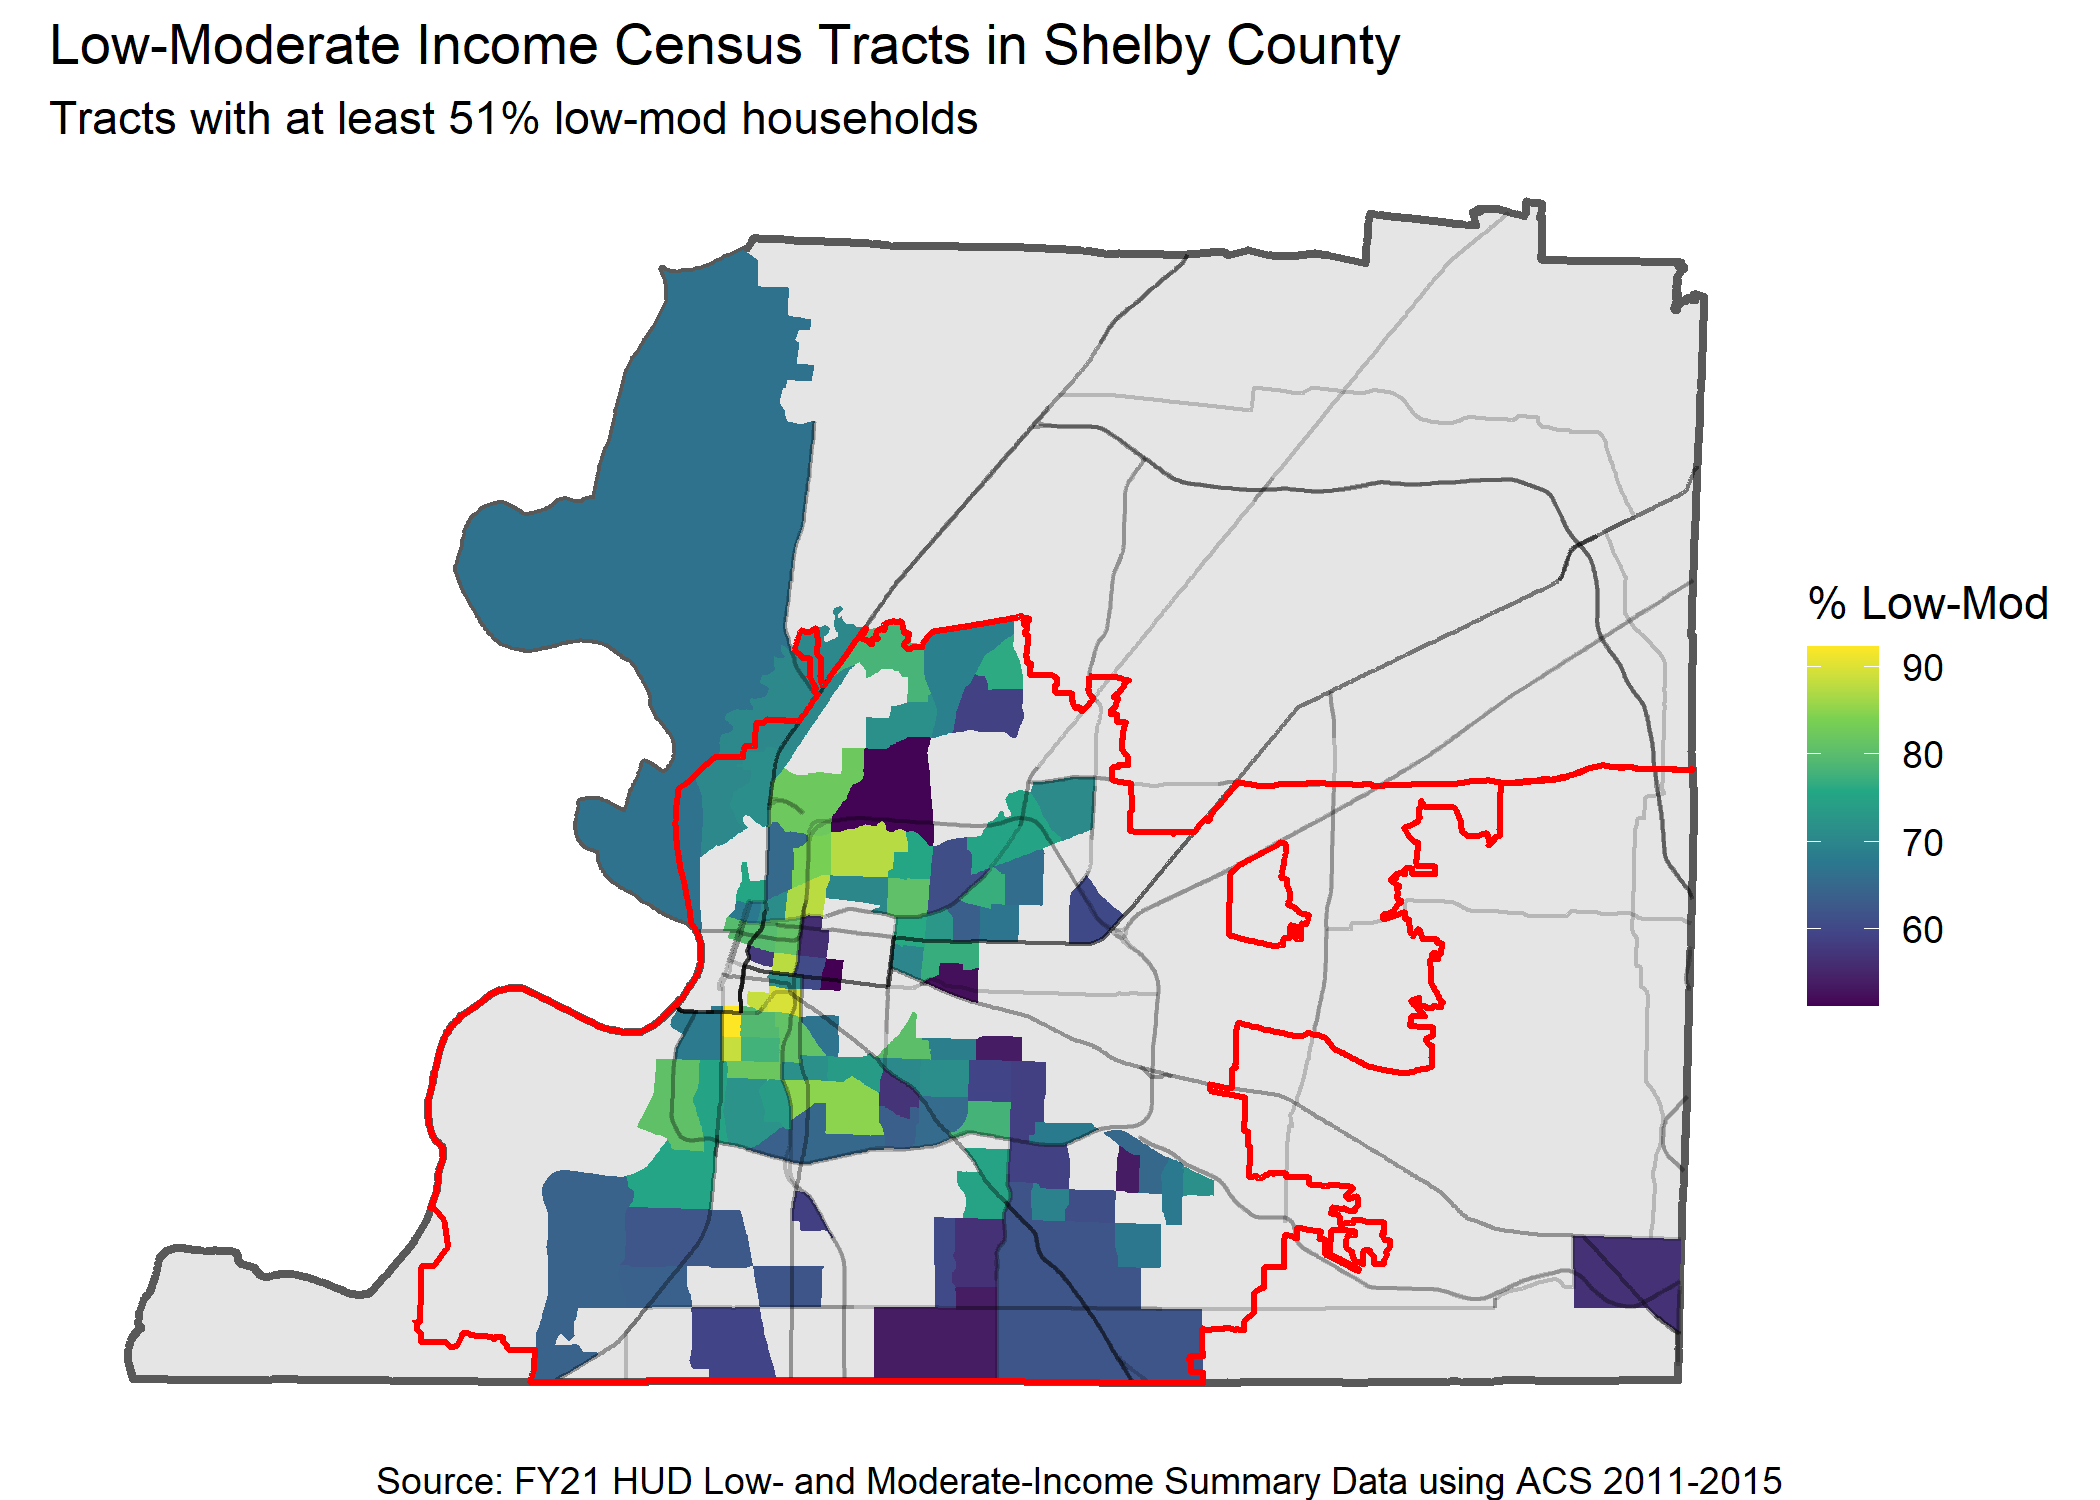 Low-Moderate Income Census Tracts in Shelby County
Tracts with at least 51% low-mod households
% Low-Mod
90
80
70
60
Source: FY21 HUD Low- and Moderate-Income Summary Data using ACS 2011-2015